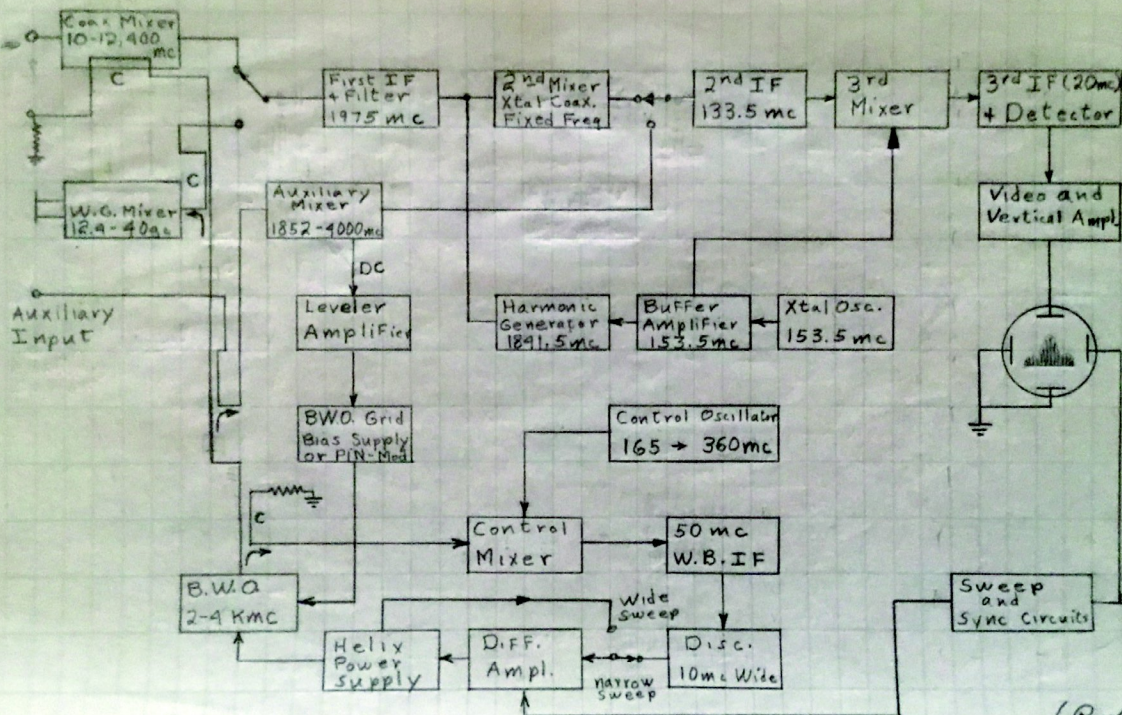 Coax Mixer
10-12,400
mc
C
First IF
+ Filter
1975 mc
2nd Mixer
Xtal Coax.
Fixed Freq
2nd IF
133.5 mc
3rd
Mixer
3rd IF (20mc)
+ Detector
C
W.G. Mixer
12.4-40gc
Auxiliary
Mixer
1852-4000mc
Video and
Vertical Ampl.
DC
Auxiliary
Input
Leveler
Amplifier
Harmonic
Generator
1841.5mc
Buffer
Amplifier
153.5mc
Xtal Osc.
153.5 mc
B.W.O. Grid
Bias Supply
or PiN-Mod
Control Oscillator
165 → 360mc
C
Control
Mixer
50 mc
W.B. IF
B.W.O.
2-4 Kmc
Wide
Sweep
Sweep
and
Sync Circuits
Helix
Power
Supply
Diff.
Ampl.
narrow
sweep
Disc.
10mc Wide